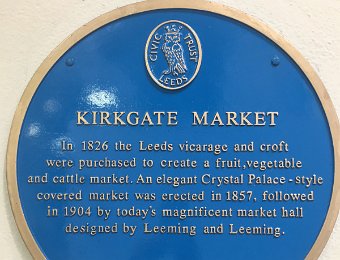 CIVIC TRUST
LEEDS
KIRKGATE MARKET
In 1826 the Leeds vicarage and croft
were purchased to create a fruit,vegetable
and cattle market. An elegant Crystal Palace-style
covered market was erected in 1857, followed
in 1904 by today's magnificent market hall
designed by Leeming and Leeming.